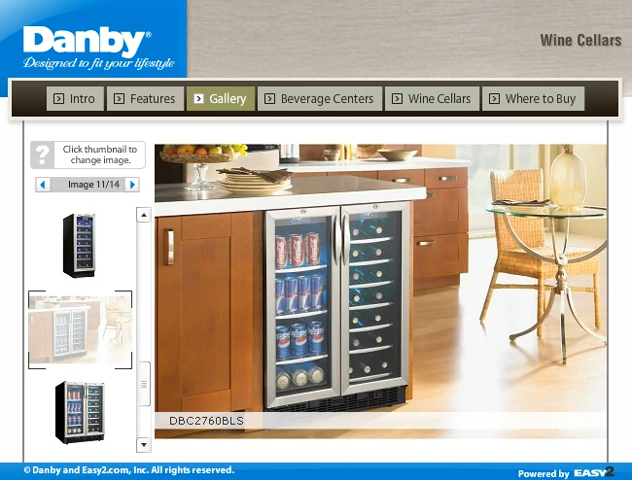 Danby®
Designed to fit your lifestyle
Wine Cellars
Intro
Features
Gallery
Beverage Centers
Wine Cellars
Where to Buy
?
Click thumbnail to
change image.
Image 11/14
DBC2760BLS
© Danby and Easy2.com, Inc. All rights reserved.
Powered by EASY2